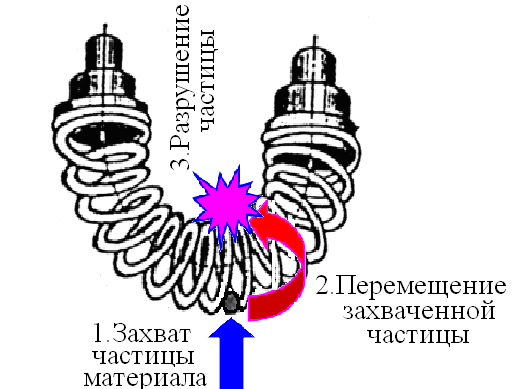 1.Захват
частицы
материала
2.Перемещение
захваченной
частицы
3.Разрушение
частицы